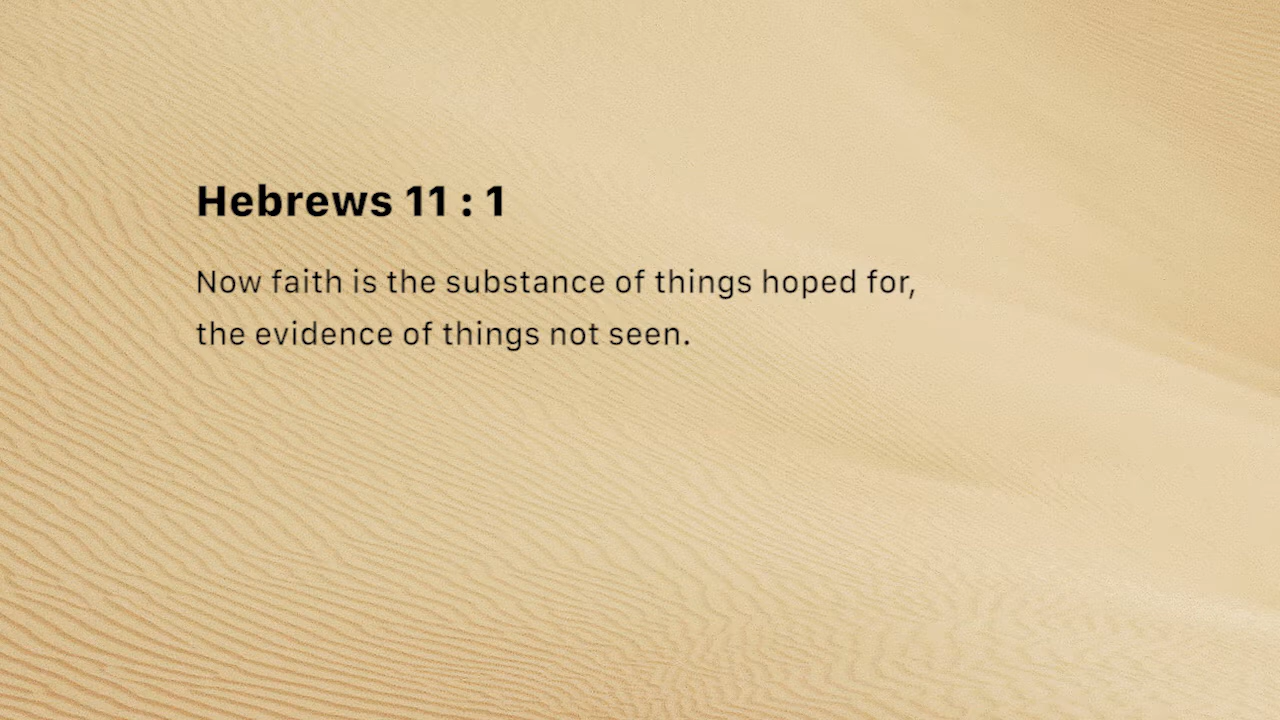 Hebrews 11 : 1
Now faith is the substance of things hoped for,
the evidence of things not seen.